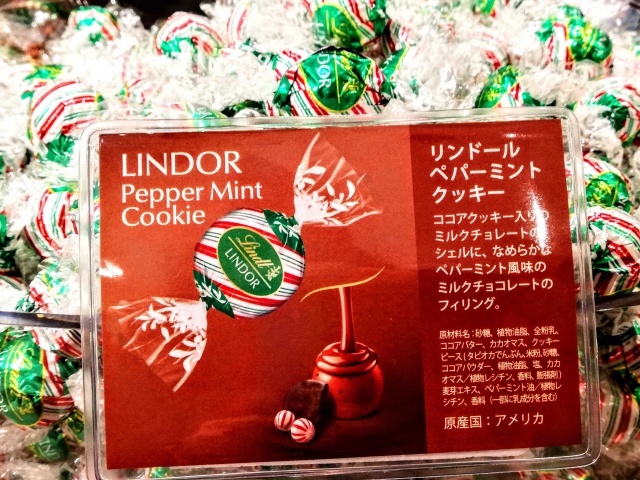 LINDOR
Pepper Mint
Cookie
Lindt
LINDOR
リンドール
ペパーミント
クッキー
ココアクッキー入りの
ミルクチョレートの
シェルに、なめらかな
ペパーミント風味の
ミルクチョコレートの
フィリング。
原材料名：砂糖、植物油脂、全粉乳、
ココアバター、カカオマス、クッキー
ピース(タピオカでんぷん、米粉、砂糖、
ココアパウダー、植物油脂、塩、カカ
オマス/植物レシチン、香料、膨張剤)
麦芽エキス、ペパーミント油/植物レ
シチン、香料（一部に乳成分を含む）
原産国：アメリカ
LINDOR